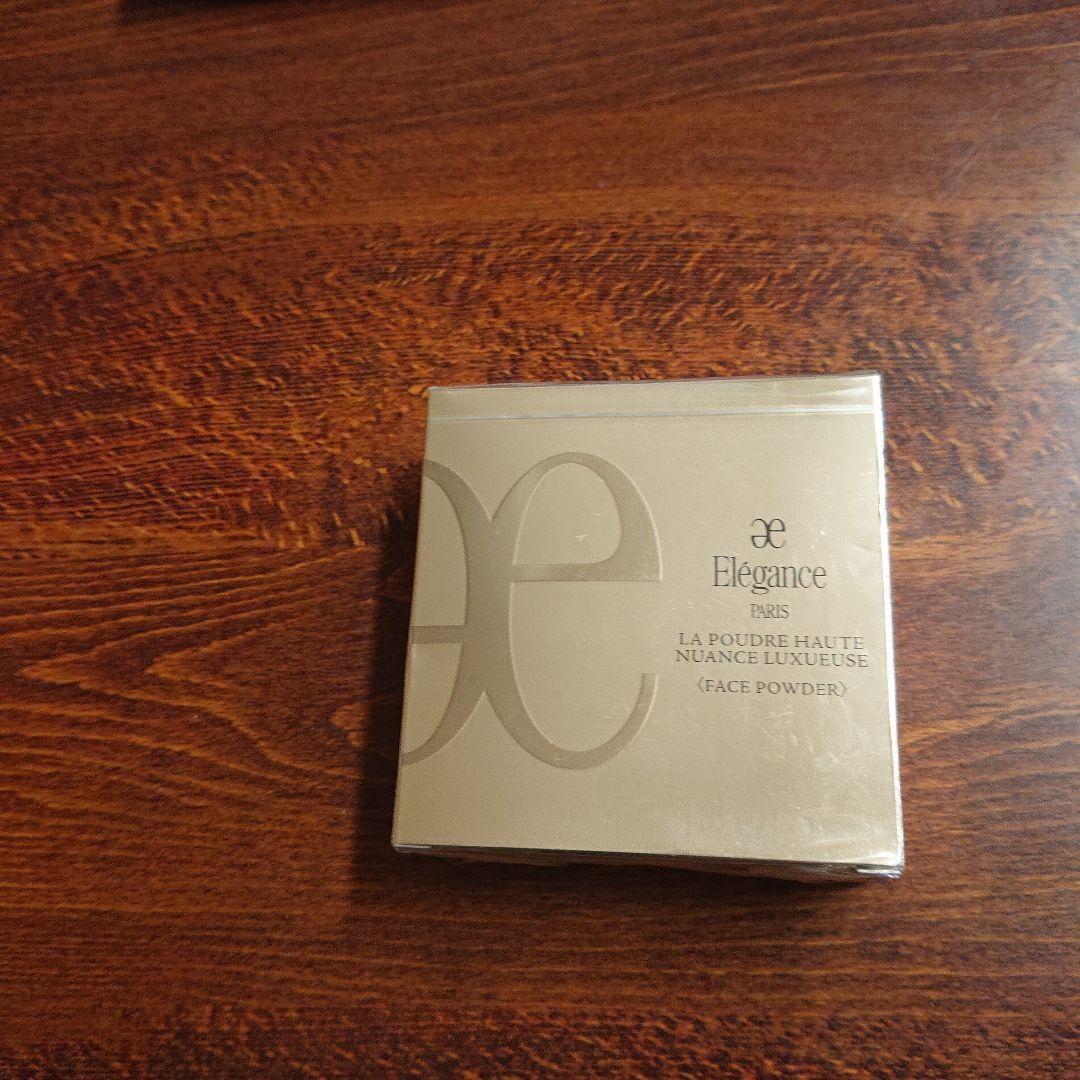 æ
Elégance
PARIS
LA POUDRE HAUTE
NUANCE LUXUEUSE
〈FACE POWDER〉